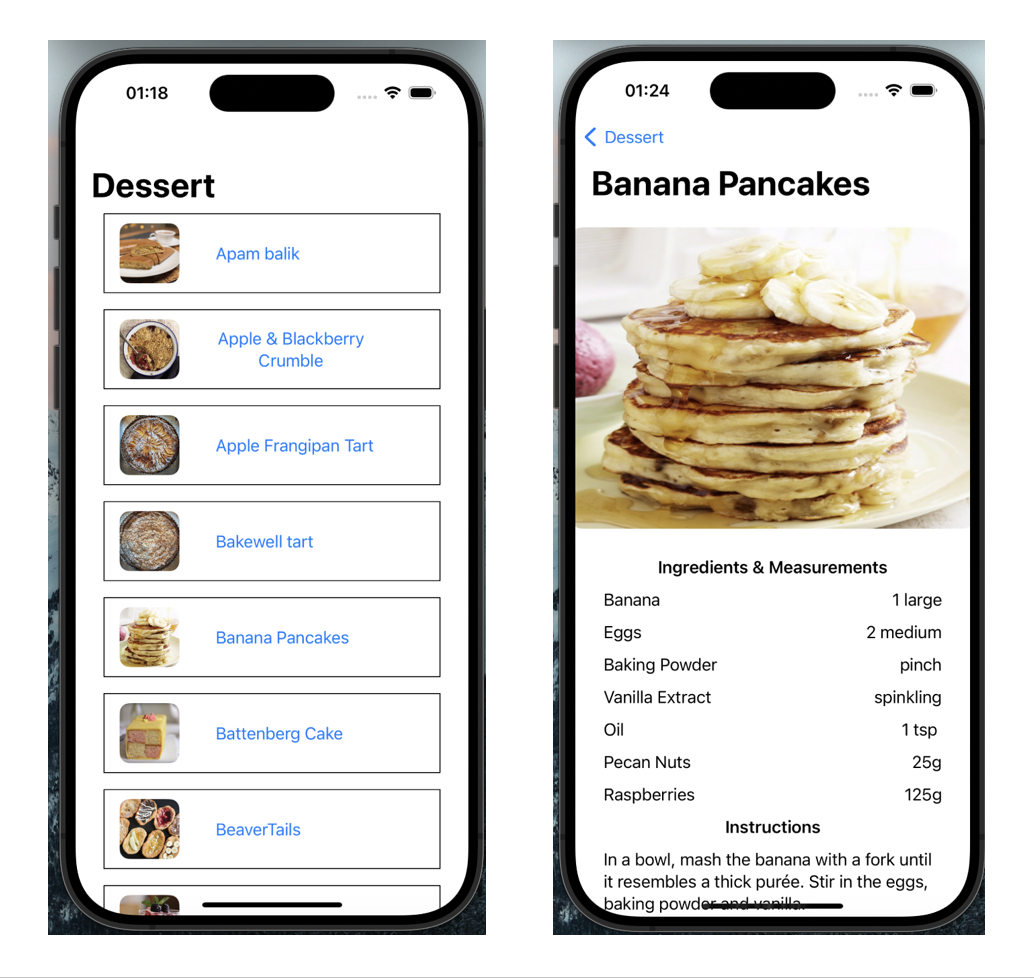 01:18
Dessert
Apam balik
Apple & Blackberry
Crumble
Apple Frangipan Tart
Bakewell tart
Banana Pancakes
Battenberg Cake
BeaverTails
01:24
Dessert
Banana Pancakes
Ingredients & Measurements
Banana 1 large
Eggs 2 medium
Baking Powder pinch
Vanilla Extract spinkling
Oil 1 tsp
Pecan Nuts 25g
Raspberries 125g
Instructions
In a bowl, mash the banana with a fork until
it resembles a thick purée. Stir in the eggs,
baking powder and vanilla.